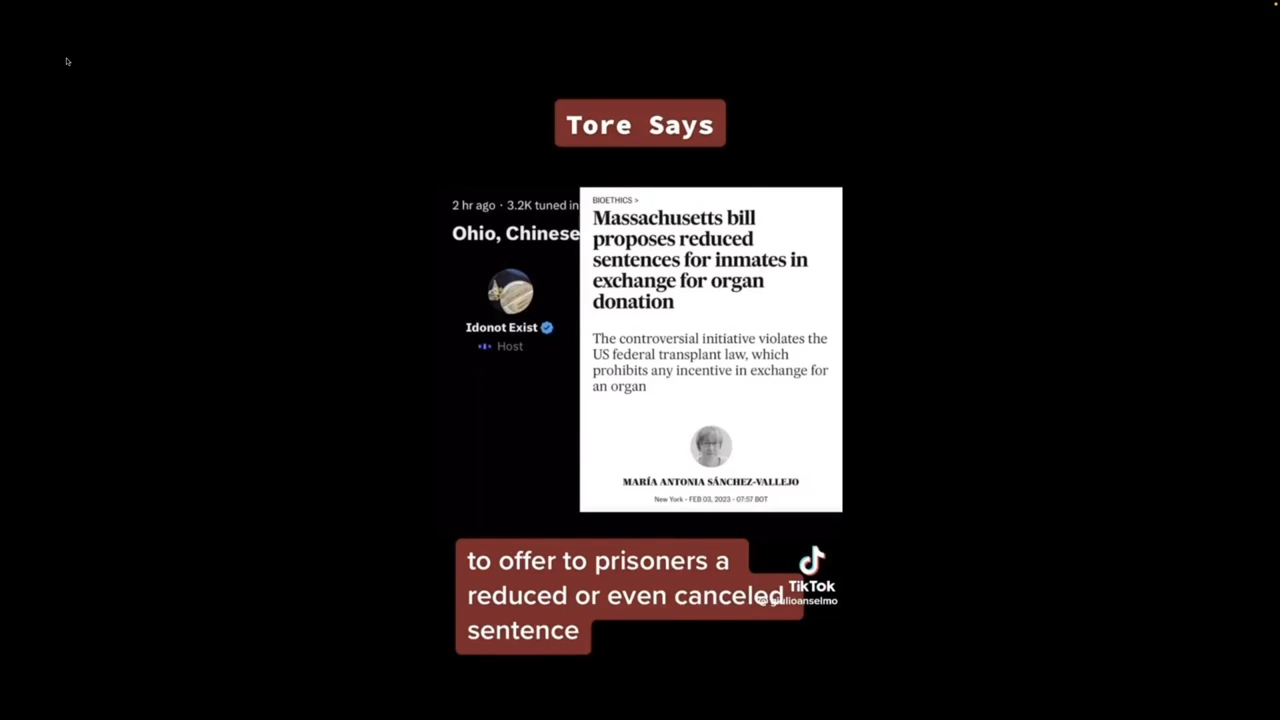 Tore Says
2 hr ago · 3.2K tuned in
Ohio, Chinese
Idonot Exist
Host
BIOETHICS >
Massachusetts bill
proposes reduced
sentences for inmates in
exchange for organ
donation
The controversial initiative violates the
US federal transplant law, which
prohibits any incentive in exchange for
an organ
MARÍA ANTONIA SÁNCHEZ-VALLEJO
New York - FEB 03, 2023 - 07:57 BOT
to offer to prisoners a
reduced or even canceled
sentence
TikTok
@giulioanselmo